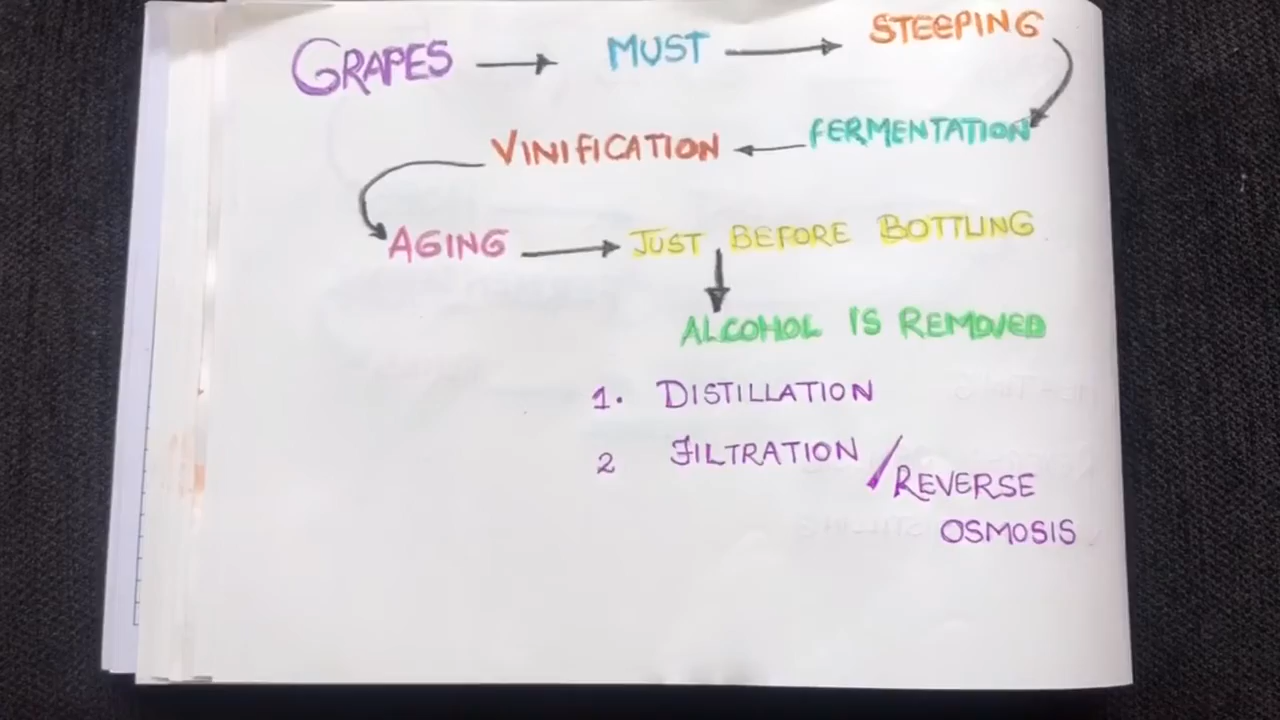 GRAPES → MUST → STEEPING
VINIFICATION ← FERMENTATION
AGING → JUST BEFORE BOTTLING
ALCOHOL IS REMOVED
1. DISTILLATION
2 FILTRATION / REVERSE
OSMOSIS